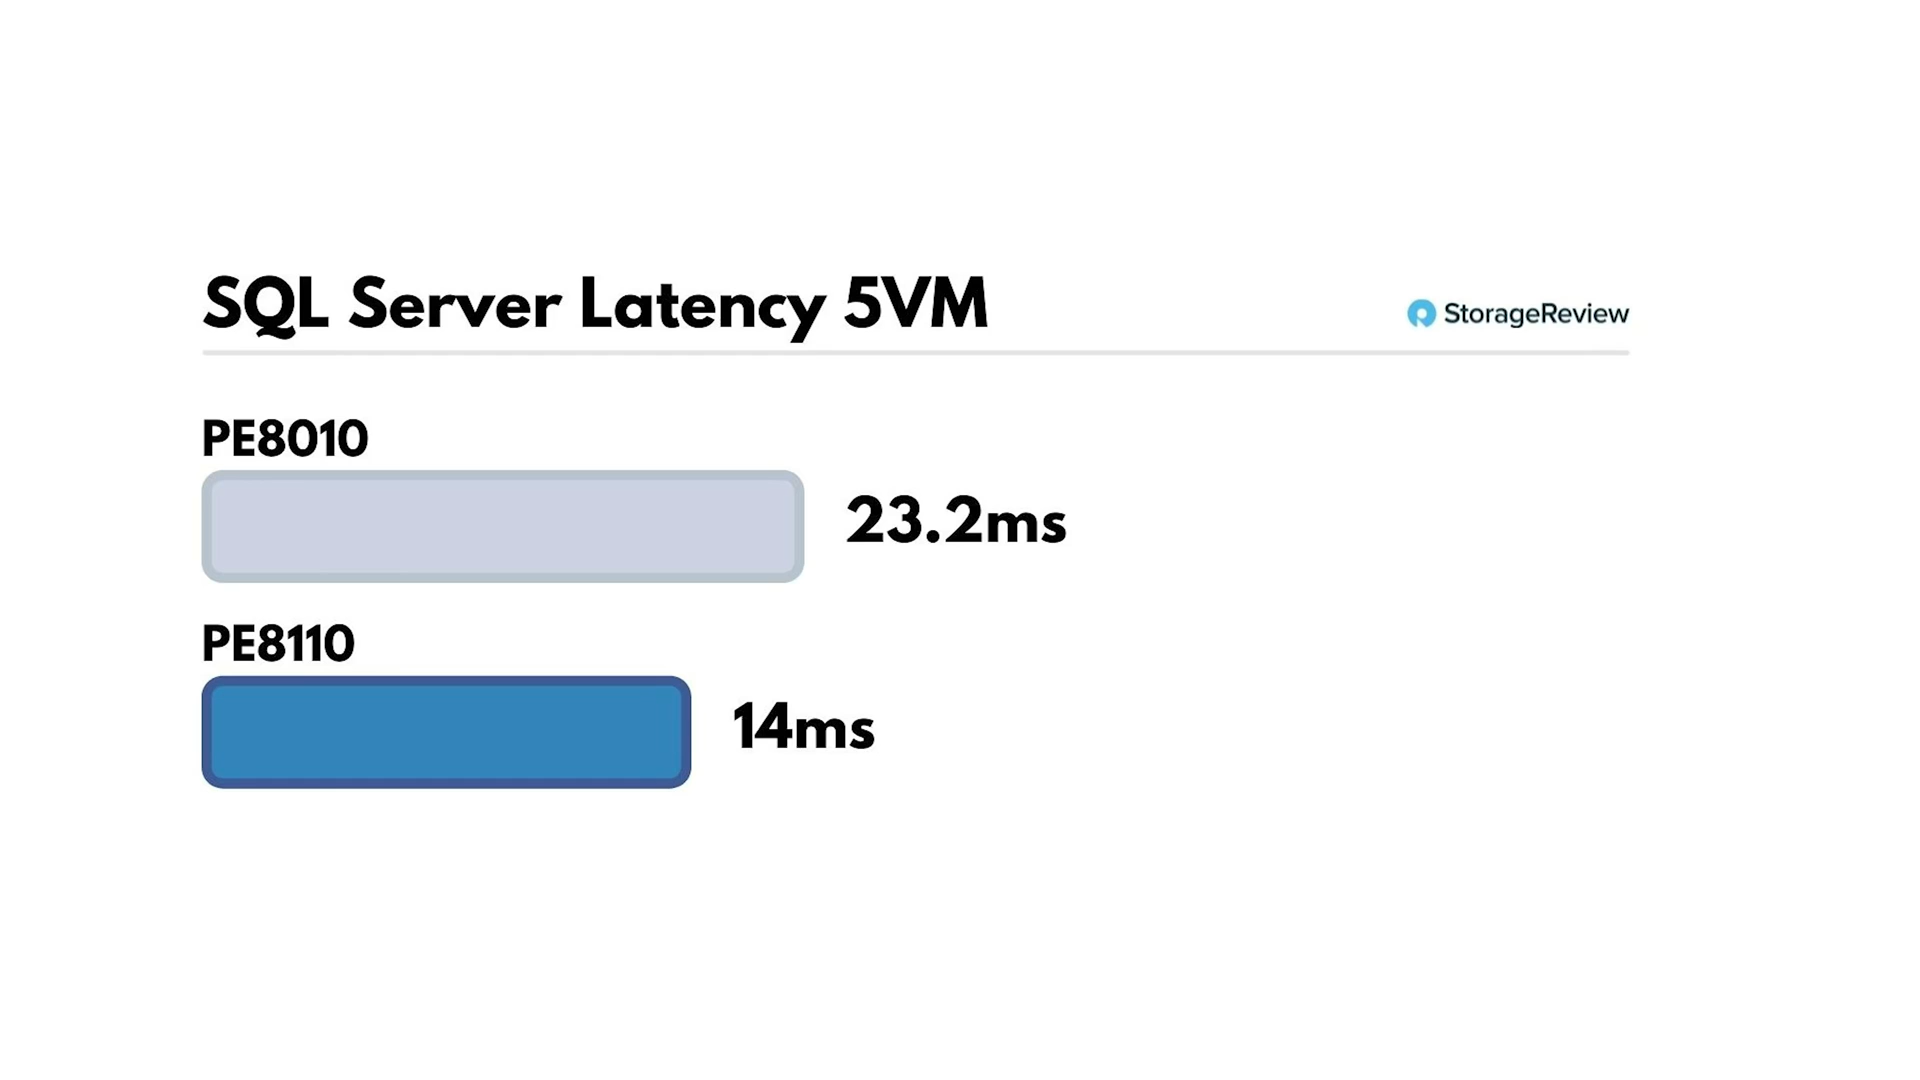 SQL Server Latency 5VM
StorageReview
PE8010
23.2ms
PE8110
14ms